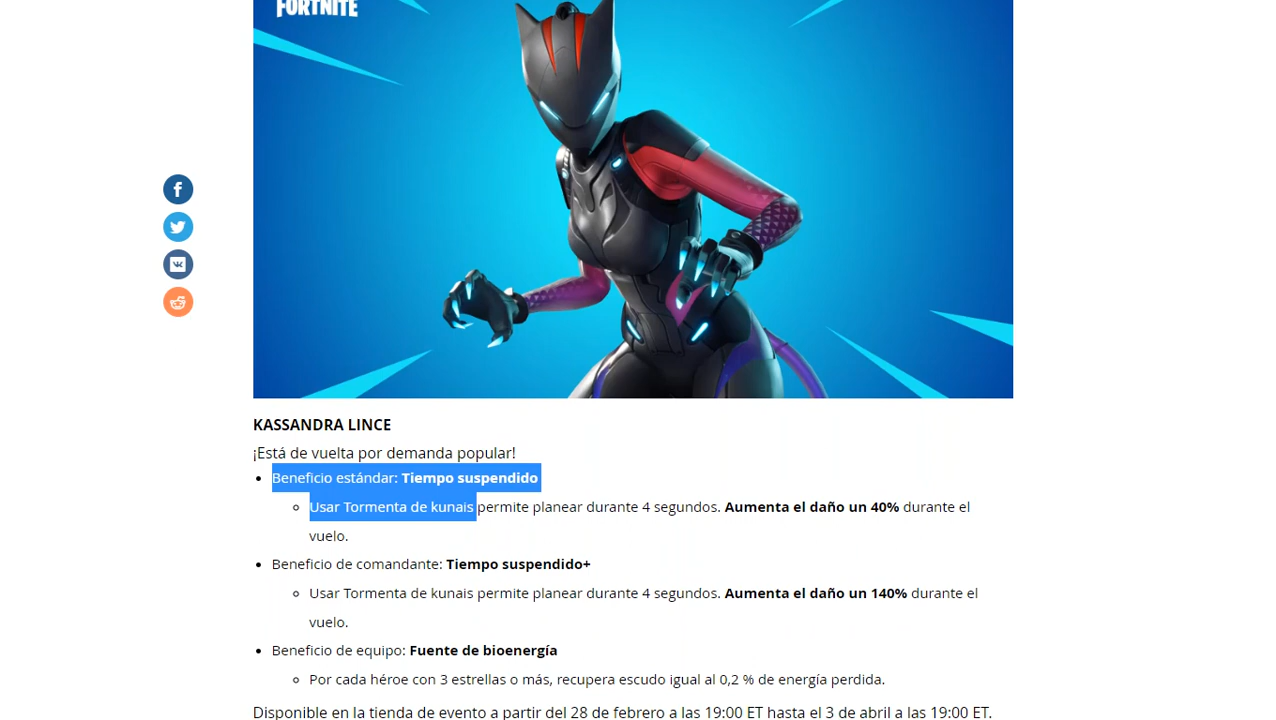 FORTNITE
KASSANDRA LINCE
¡Está de vuelta por demanda popular!
Beneficio estándar: Tiempo suspendido
Usar Tormenta de kunais permite planear durante 4 segundos. Aumenta el daño un 40% durante el
vuelo.
Beneficio de comandante: Tiempo suspendido+
Usar Tormenta de kunais permite planear durante 4 segundos. Aumenta el daño un 140% durante el
vuelo.
Beneficio de equipo: Fuente de bioenergía
Por cada héroe con 3 estrellas o más, recupera escudo igual al 0,2 % de energía perdida.
Disponible en la tienda de evento a partir del 28 de febrero a las 19:00 ET hasta el 3 de abril a las 19:00 ET.